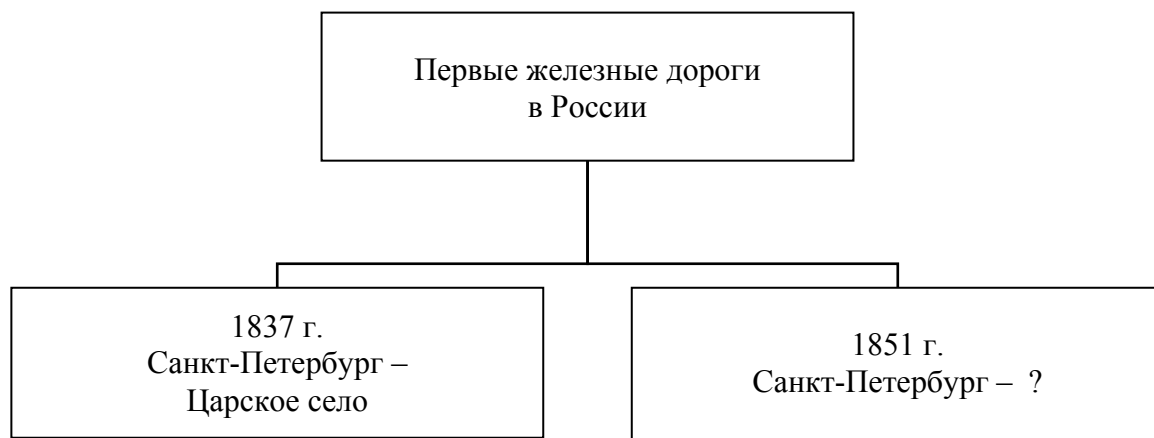 Первые железные дороги
в России
1837 г.
Санкт-Петербург –
Царское село
1851 г.
Санкт-Петербург – ?